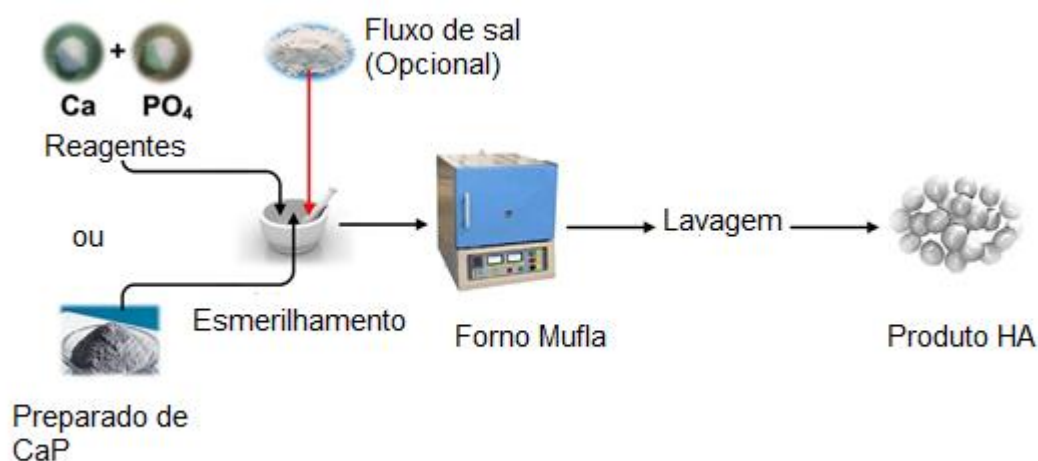 Ca + PO4
Reagentes
Fluxo de sal
(Opcional)
ou
Esmerilhamento
Forno Mufla
Lavagem
Produto HA
Preparado de
CaP